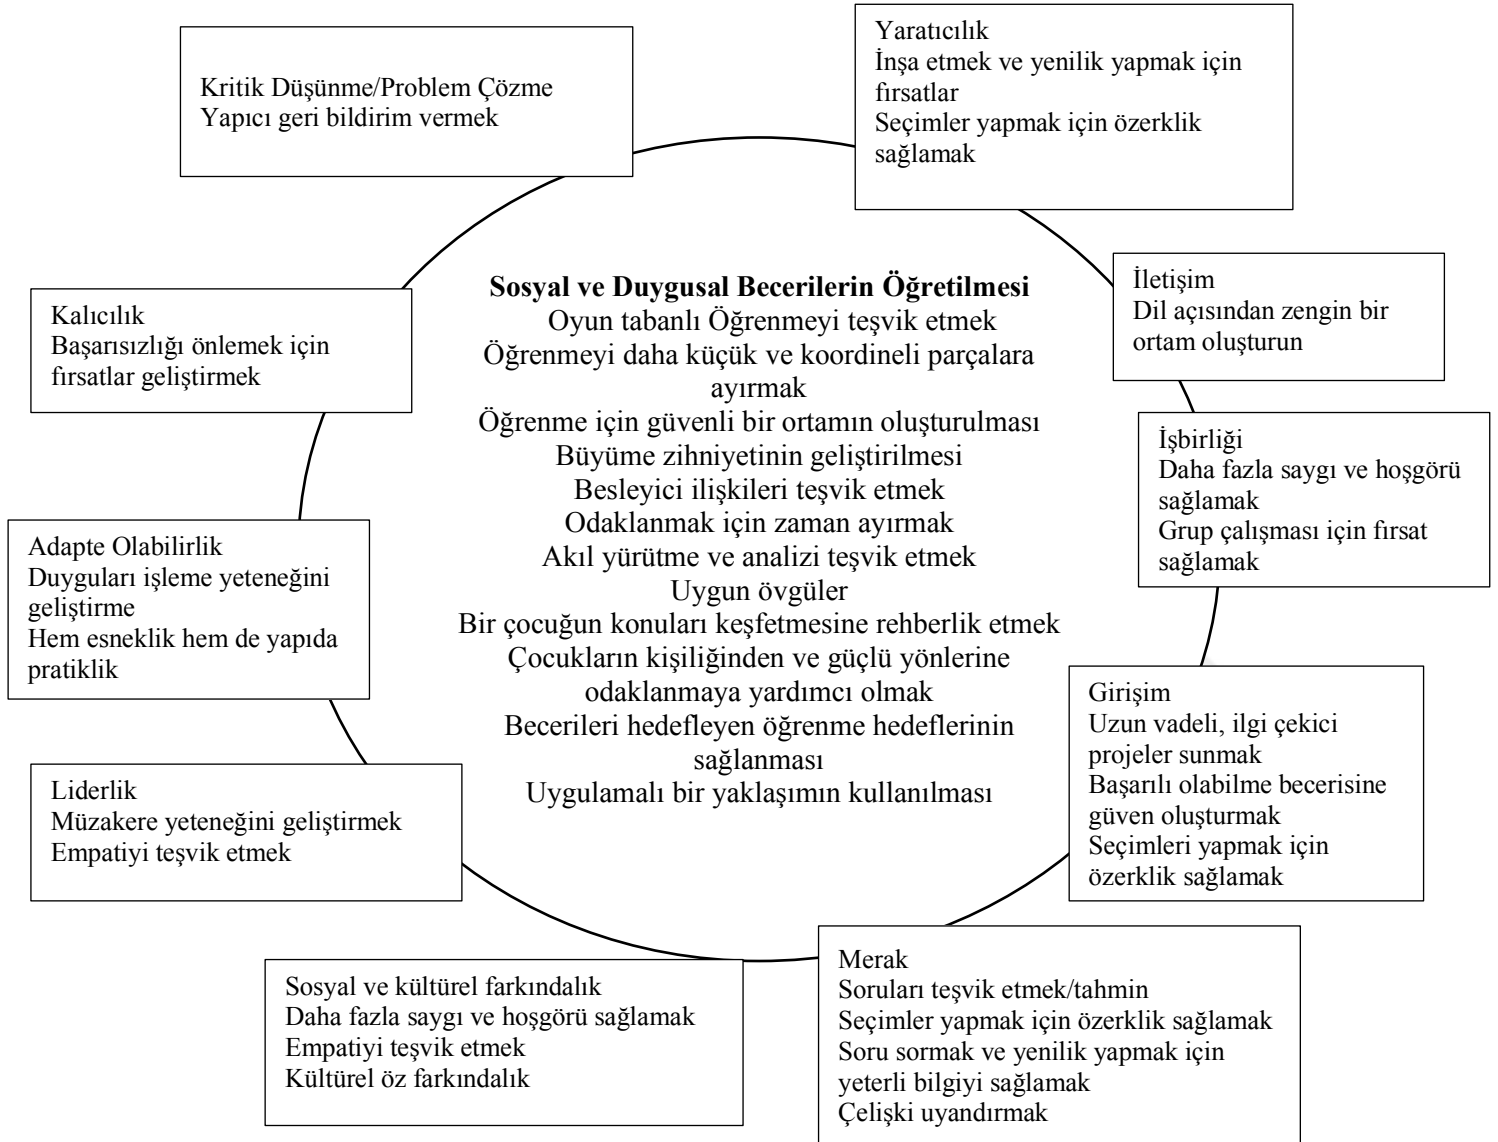 Kritik Düşünme/Problem Çözme
Yapıcı geri bildirim vermek
Yaratıcılık
İnşa etmek ve yenilik yapmak için
fırsatlar
Seçimler yapmak için özerklik
sağlamak
Kalıcılık
Başarısızlığı önlemek için
fırsatlar geliştirmek
Sosyal ve Duygusal Becerilerin Öğretilmesi
Oyun tabanlı Öğrenmeyi teşvik etmek
Öğrenmeyi daha küçük ve koordineli parçalara
ayırmak
Öğrenme için güvenli bir ortamın oluşturulması
Büyüme zihniyetinin geliştirilmesi
Besleyici ilişkileri teşvik etmek
Odaklanmak için zaman ayırmak
Akıl yürütme ve analizi teşvik etmek
Uygun övgüler
Bir çocuğun konuları keşfetmesine rehberlik etmek
Çocukların kişiliğinden ve güçlü yönlerine
odaklanmaya yardımcı olmak
Becerileri hedefleyen öğrenme hedeflerinin
sağlanması
Uygulamalı bir yaklaşımın kullanılması
İletişim
Dil açısından zengin bir
ortam oluşturun
İşbirliği
Daha fazla saygı ve hoşgörü
sağlamak
Grup çalışması için fırsat
sağlamak
Adapte Olabilirlik
Duyguları işleme yeteneğini
geliştirme
Hem esneklik hem de yapıda
pratiklik
Girişim
Uzun vadeli, ilgi çekici
projeler sunmak
Başarılı olabilme becerisine
güven oluşturmak
Seçimleri yapmak için
özerklik sağlamak
Liderlik
Müzakere yeteneğini geliştirmek
Empatiyi teşvik etmek
Sosyal ve kültürel farkındalık
Daha fazla saygı ve hoşgörü sağlamak
Empatiyi teşvik etmek
Kültürel öz farkındalık
Merak
Soruları teşvik etmek/tahmin
Seçimler yapmak için özerklik sağlamak
Soru sormak ve yenilik yapmak için
yeterli bilgiyi sağlamak
Çelişki uyandırmak